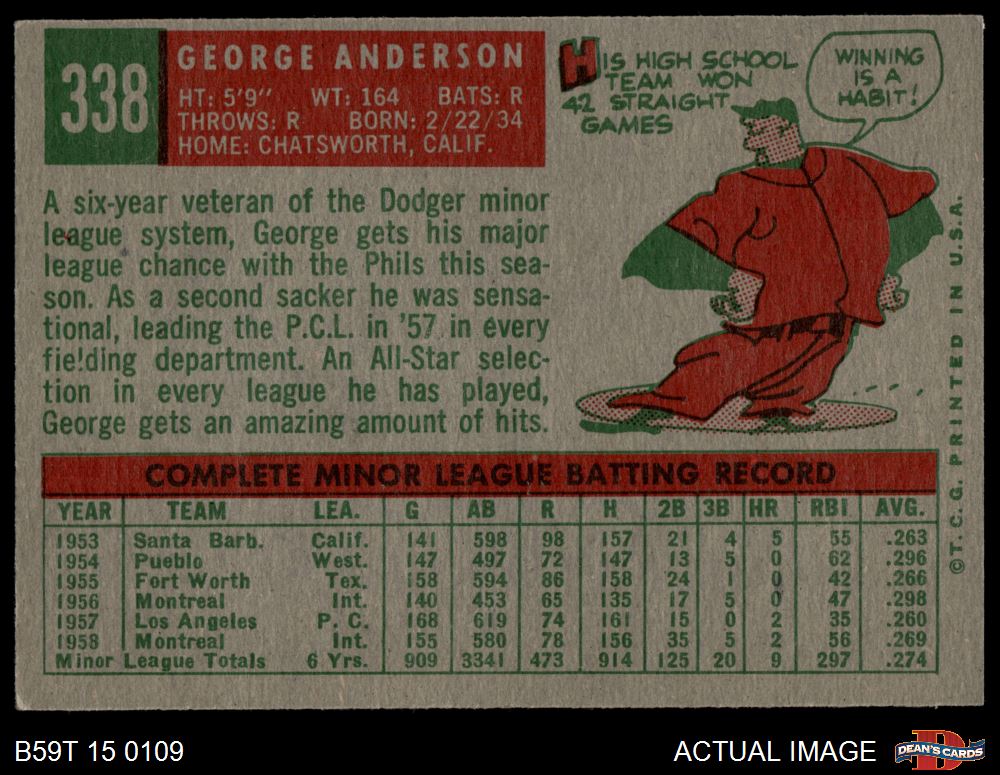 338
GEORGE ANDERSON
HT: 5'9" WT: 164 BATS: R
THROWS: R BORN: 2/22/34
HOME: CHATSWORTH, CALIF.
HIS HIGH SCHOOL
TEAM WON
42 STRAIGHT
GAMES
WINNING
IS A
HABIT!
A six-year veteran of the Dodger minor
league system, George gets his major
league chance with the Phils this sea-
son. As a second sacker he was sensa-
tional, leading the P.C.L. in '57 in every
fielding department. An All-Star selec-
tion in every league he has played,
George gets an amazing amount of hits.
COMPLETE MINOR LEAGUE BATTING RECORD
YEAR TEAM LEA. G AB R H 2B 3B HR RBI AVG.
1953 Santa Barb. Calif. 141 598 98 157 21 4 5 55 .263
1954 Pueblo West. 147 497 72 147 13 5 0 62 .296
1955 Fort Worth Tex. 158 594 86 158 24 1 0 42 .266
1956 Montreal Int. 140 453 65 135 17 5 0 47 .298
1957 Los Angeles P. C. 168 619 74 161 15 0 2 35 .260
1958 Montreal Int. 155 580 78 156 35 5 2 56 .269
Minor League Totals 6 Yrs. 909 3341 473 914 125 20 9 297 .274
©T. C. G. PRINTED IN U.S.A.
B59T 15 0109
ACTUAL IMAGE
DEAN'S CARDS